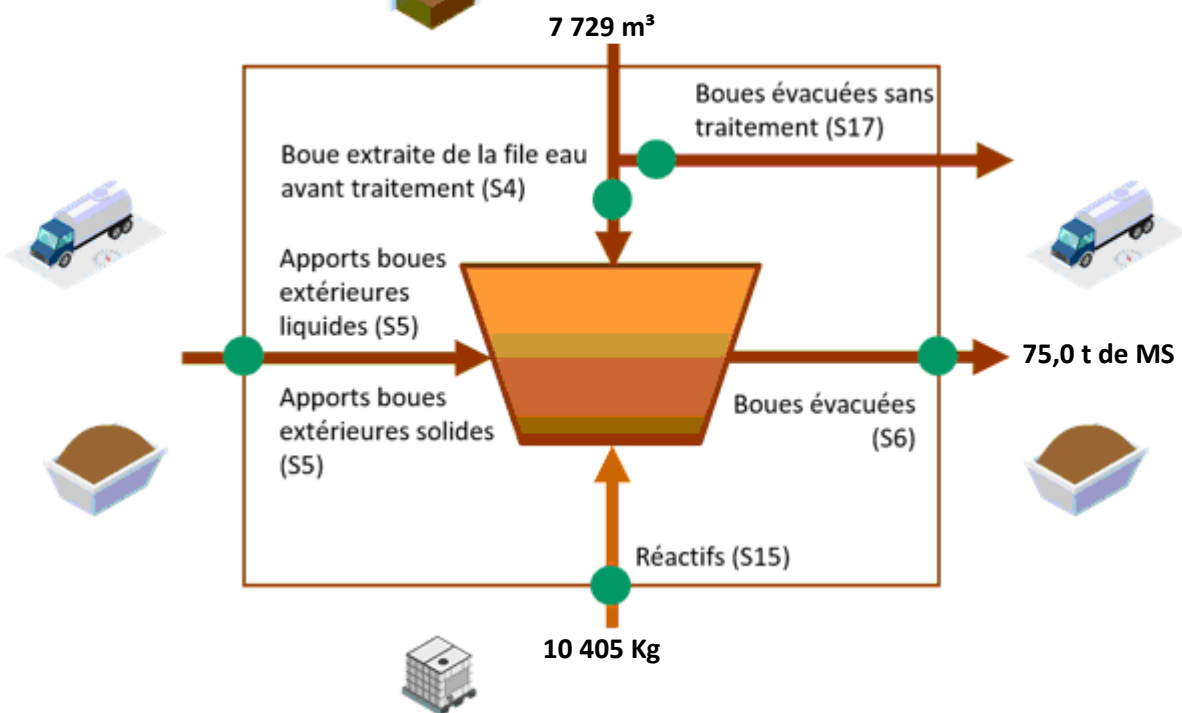 7 729 m³
Boues évacuées sans
traitement (S17)
Boue extraite de la file eau
avant traitement (S4)
Apports boues
extérieures
liquides (S5)
75,0 t de MS
Apports boues
extérieures solides
(S5)
Boues évacuées
(S6)
Réactifs (S15)
10 405 Kg